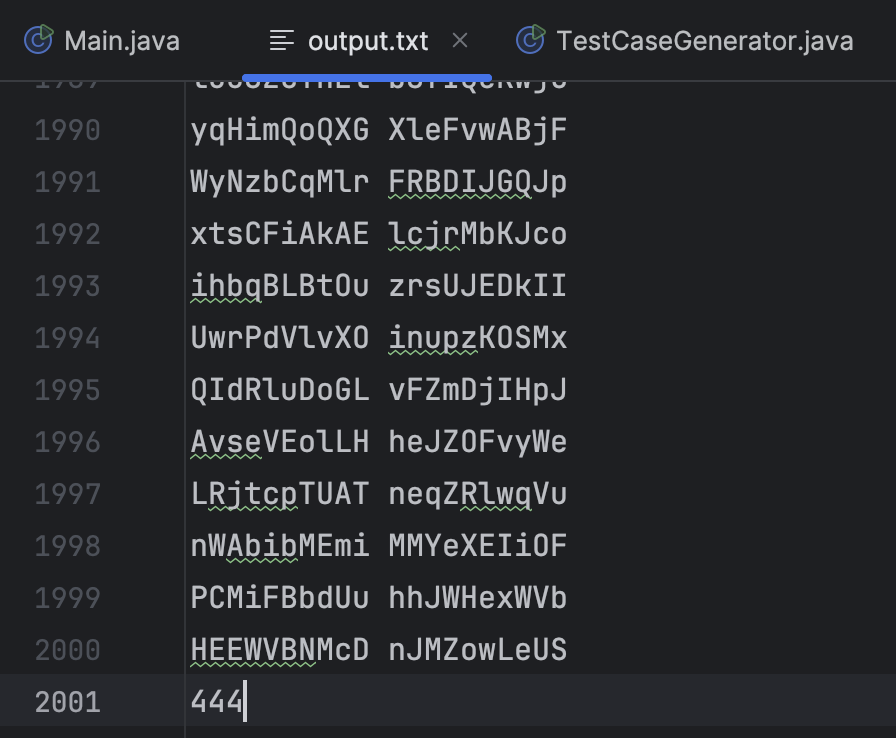 Main.java output.txt TestCaseGenerator.java
1990 yqHimQoQXG XleFvwABjF
1991 WyNzbCqMlr FRBDIJGQJp
1992 xtsCFiAkAE lcjrMbKJco
1993 ihbqBLBtOu zrsUJEDkII
1994 UwrPdVlvXO inupzKOSMx
1995 QIdRluDoGL vFZmDjIHpJ
1996 AvseVEolLH heJZOFvyWe
1997 LRjtcpTUAT neqZRlwqVu
1998 nWAbibMEmi MMYeXEIiOF
1999 PCMiFBbdUu hhJWHexWVb
2000 HEEWVBNMcD nJMZowLeUS
2001 444